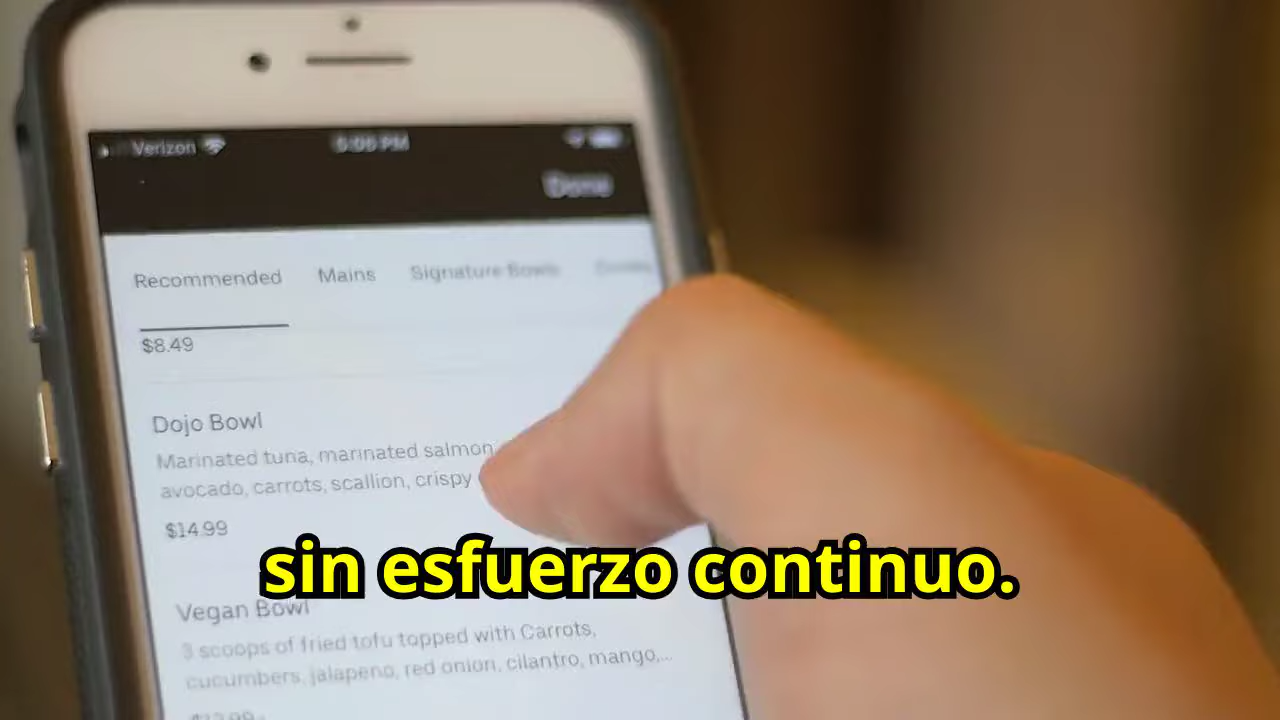 Verizon
Done
Recommended Mains Signature Bowls
$8.49
Dojo Bowl
Marinated tuna, marinated salmon
avocado, carrots, scallion, crispy
$14.99
sin esfuerzo continuo.
Vegan Bowl
3 scoops of fried tofu topped with Carrots,
cucumbers, jalapeno, red onion, cilantro, mango,...